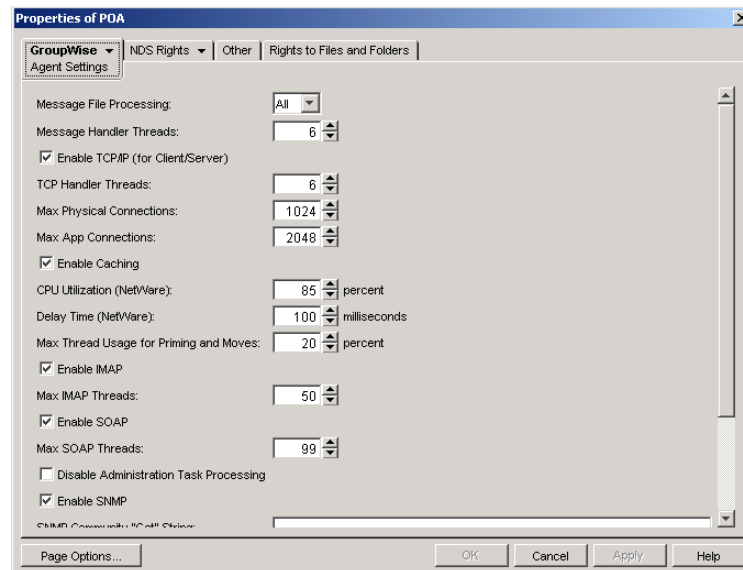 Properties of POA
GroupWise NDS Rights Other Rights to Files and Folders
Agent Settings
Message File Processing: All
Message Handler Threads: 6
Enable TCP/IP (for Client/Server)
TCP Handler Threads: 6
Max Physical Connections: 1024
Max App Connections: 2048
Enable Caching
CPU Utilization (NetWare): 85 percent
Delay Time (NetWare): 100 milliseconds
Max Thread Usage for Priming and Moves: 20 percent
Enable IMAP
Max IMAP Threads: 50
Enable SOAP
Max SOAP Threads: 99
Disable Administration Task Processing
Enable SNMP
SNMP Community "Get" String:
Page Options... OK Cancel Apply Help